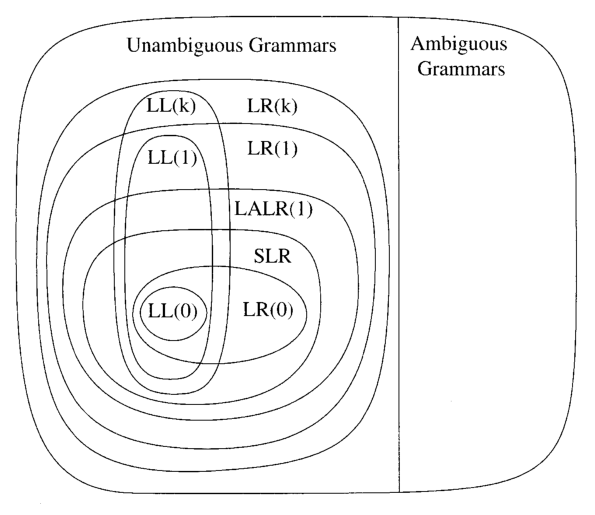 Unambiguous Grammars
Ambiguous
Grammars
LL(k)
LR(k)
LL(1)
LR(1)
LALR(1)
SLR
LL(0)
LR(0)